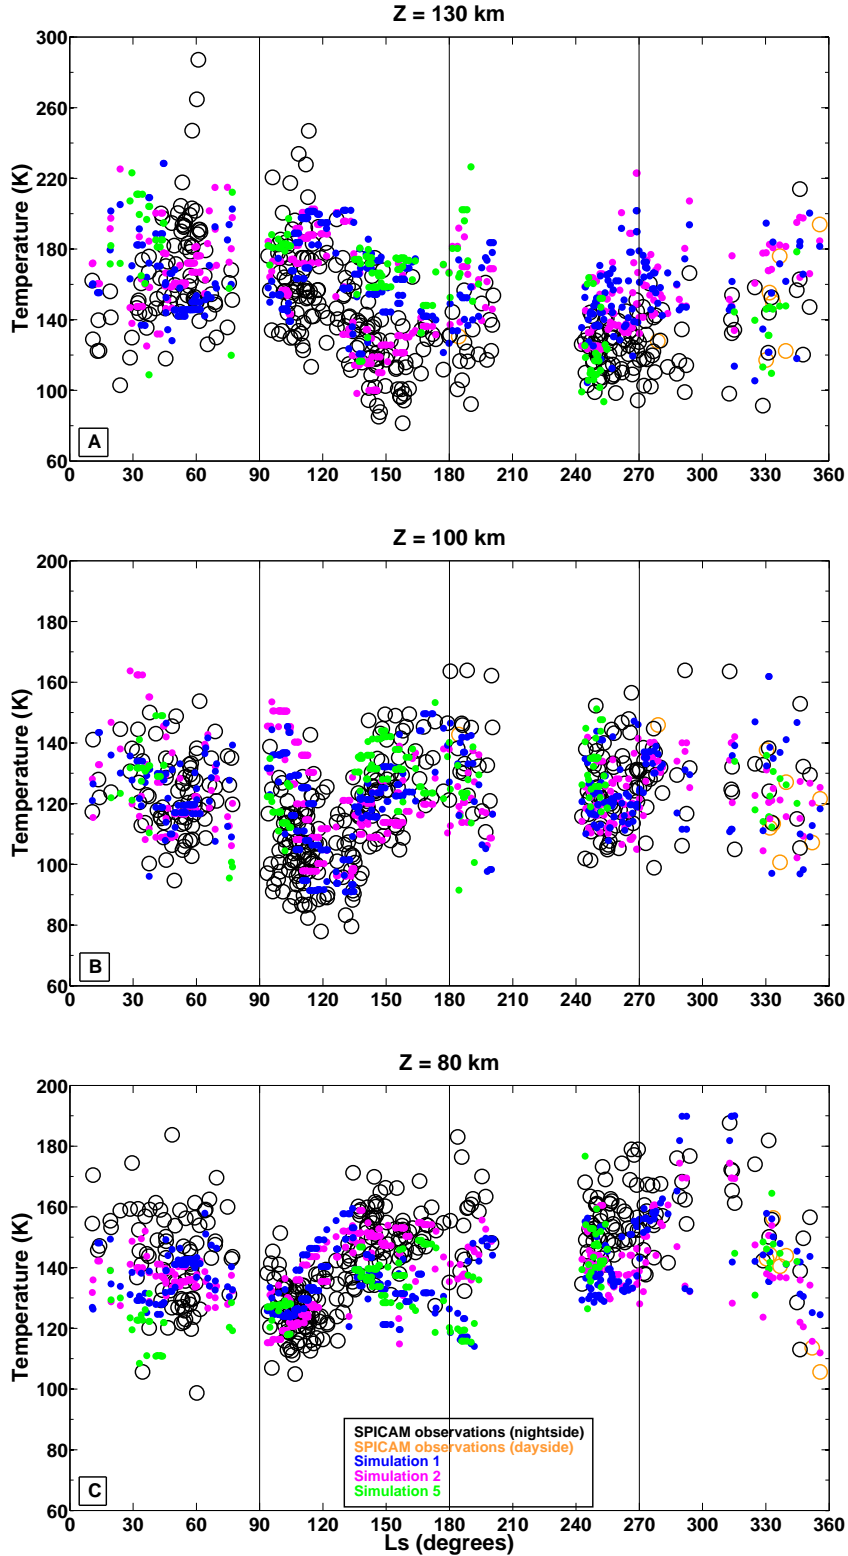 Z = 130 km
300
260
220
180
140
100
60
Temperature (K)
A
0 30 60 90 120 150 180 210 240 270 300 330 360
Z = 100 km
200
180
160
140
120
100
80
60
Temperature (K)
B
0 30 60 90 120 150 180 210 240 270 300 330 360
Z = 80 km
200
180
160
140
120
100
80
60
Temperature (K)
C
SPICAM observations (nightside)
SPICAM observations (dayside)
Simulation 1
Simulation 2
Simulation 5
0 30 60 90 120 150 180 210 240 270 300 330 360
Ls (degrees)